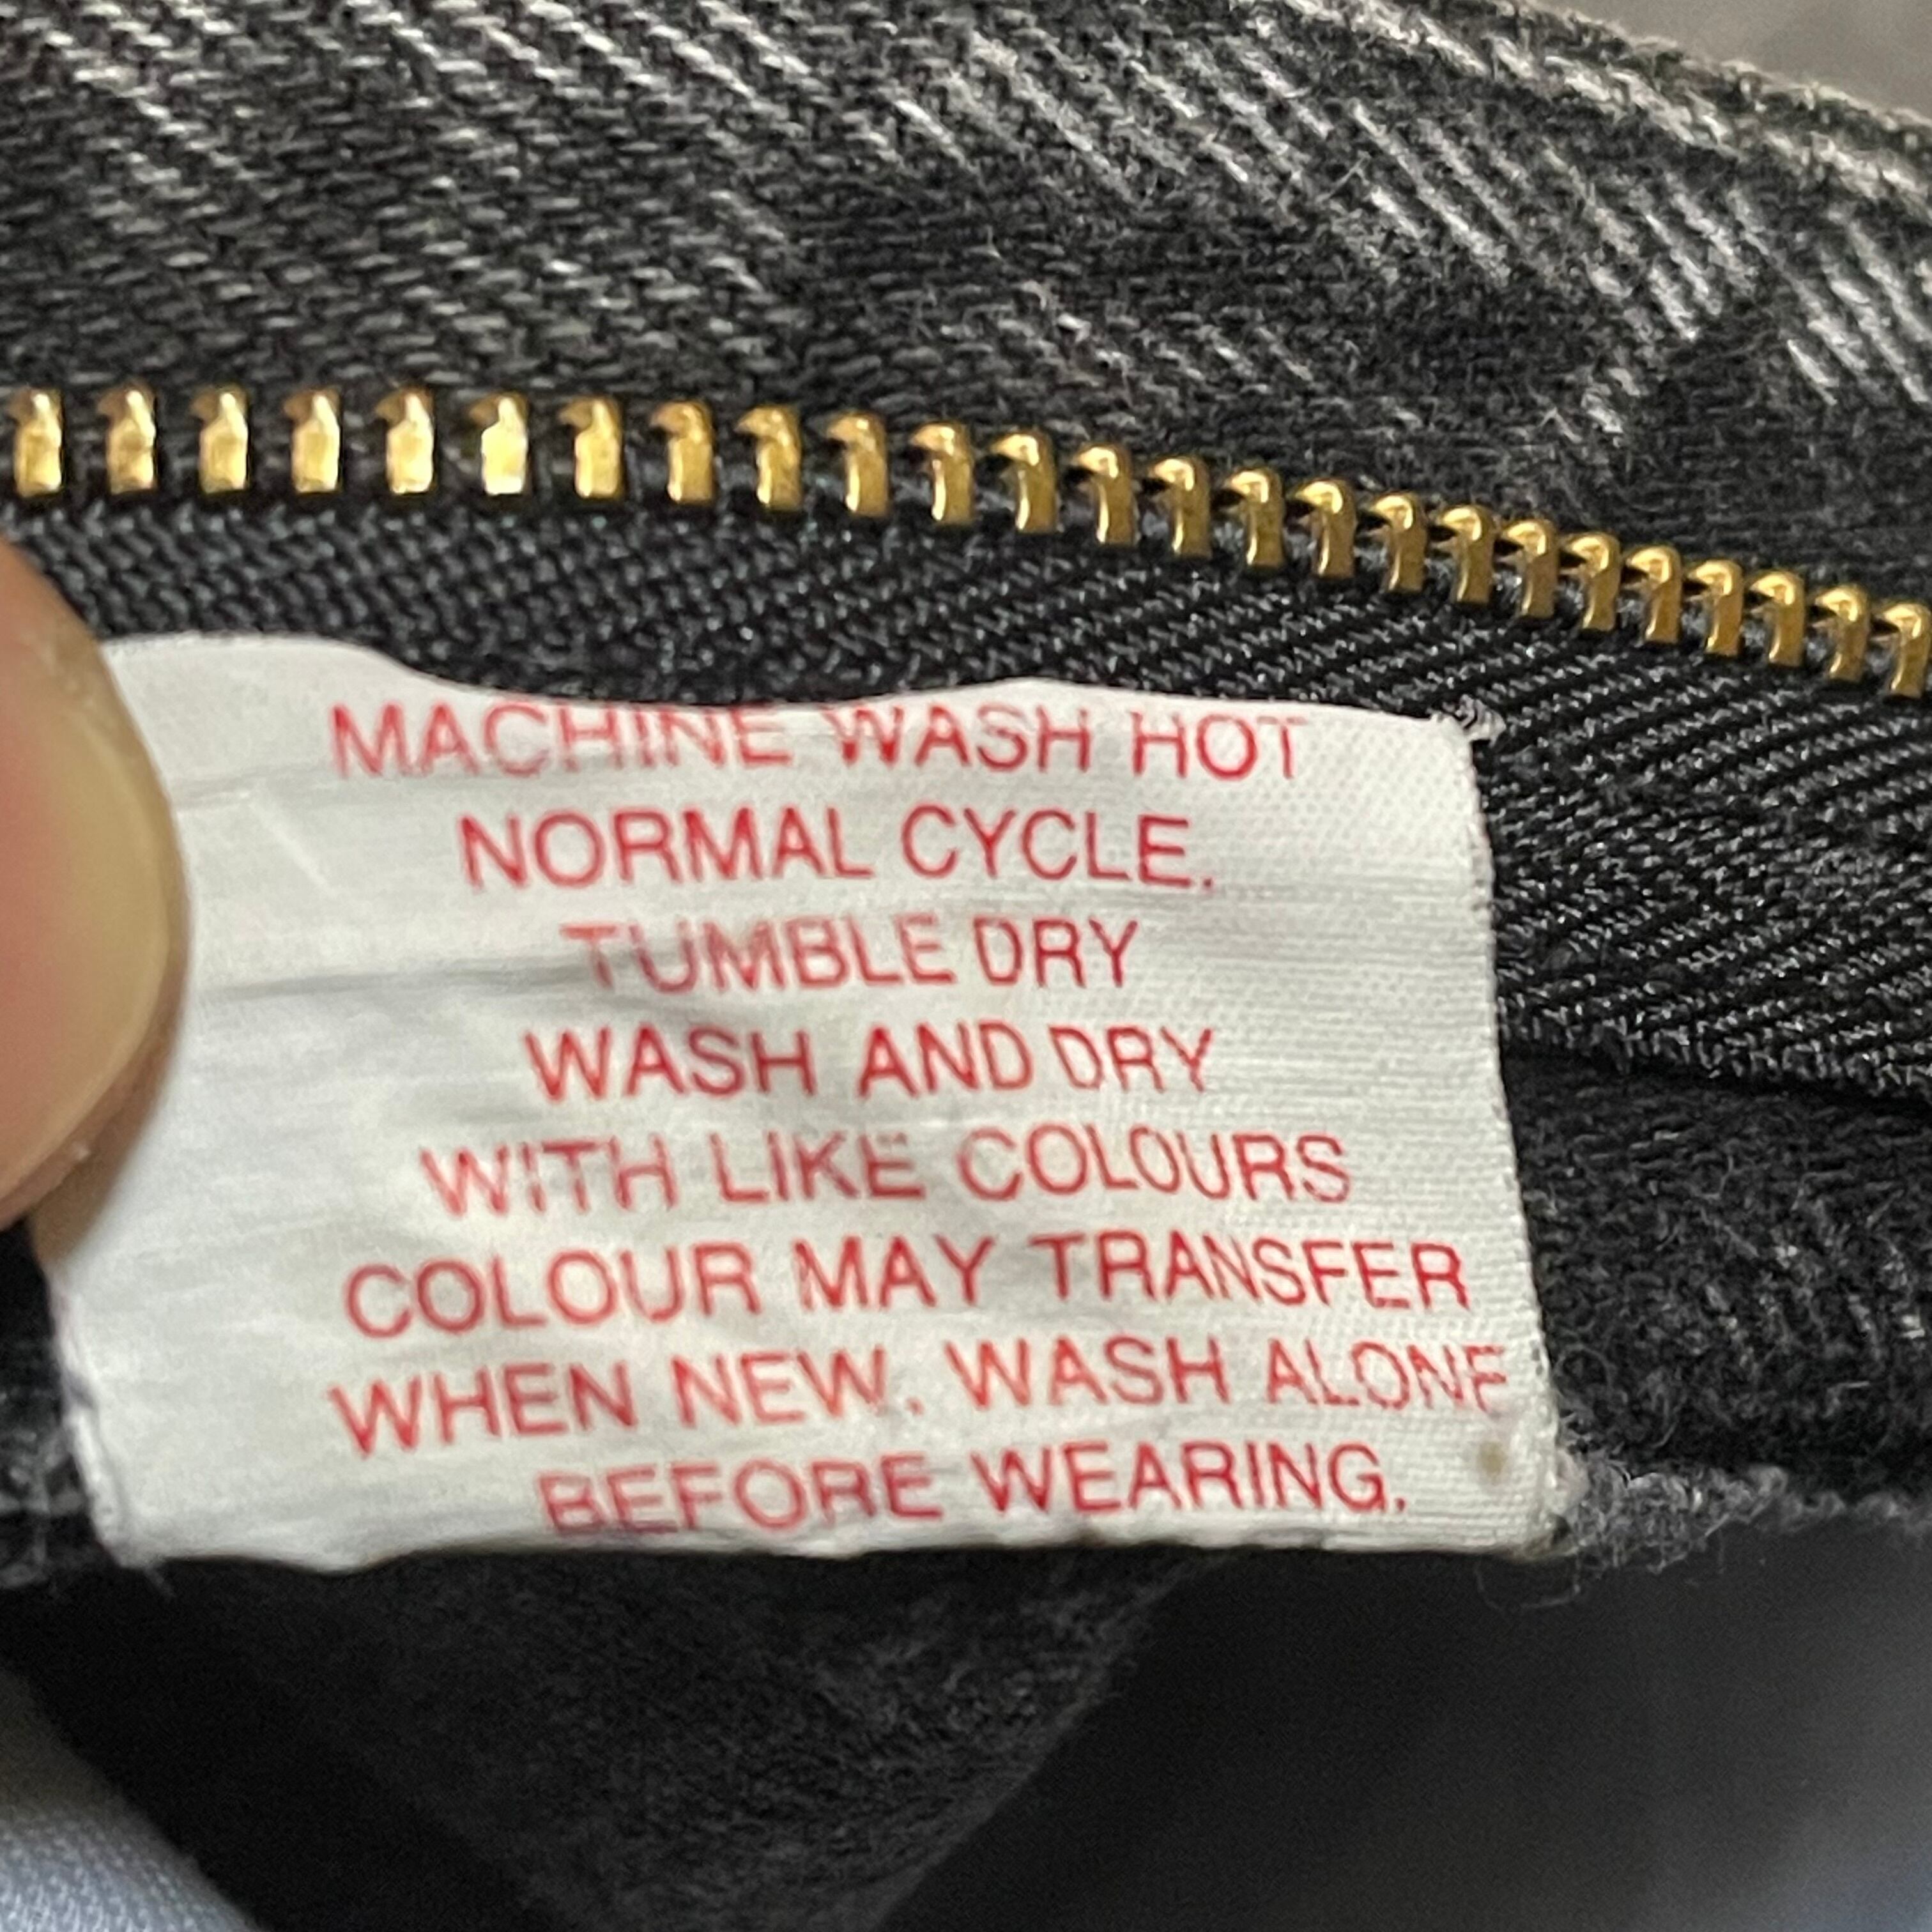 MACHINE WASH HOT
NORMAL CYCLE.
TUMBLE DRY
WASH AND DRY
WITH LIKE COLOURS
COLOUR MAY TRANSFER
WHEN NEW. WASH ALONE
BEFORE WEARING.